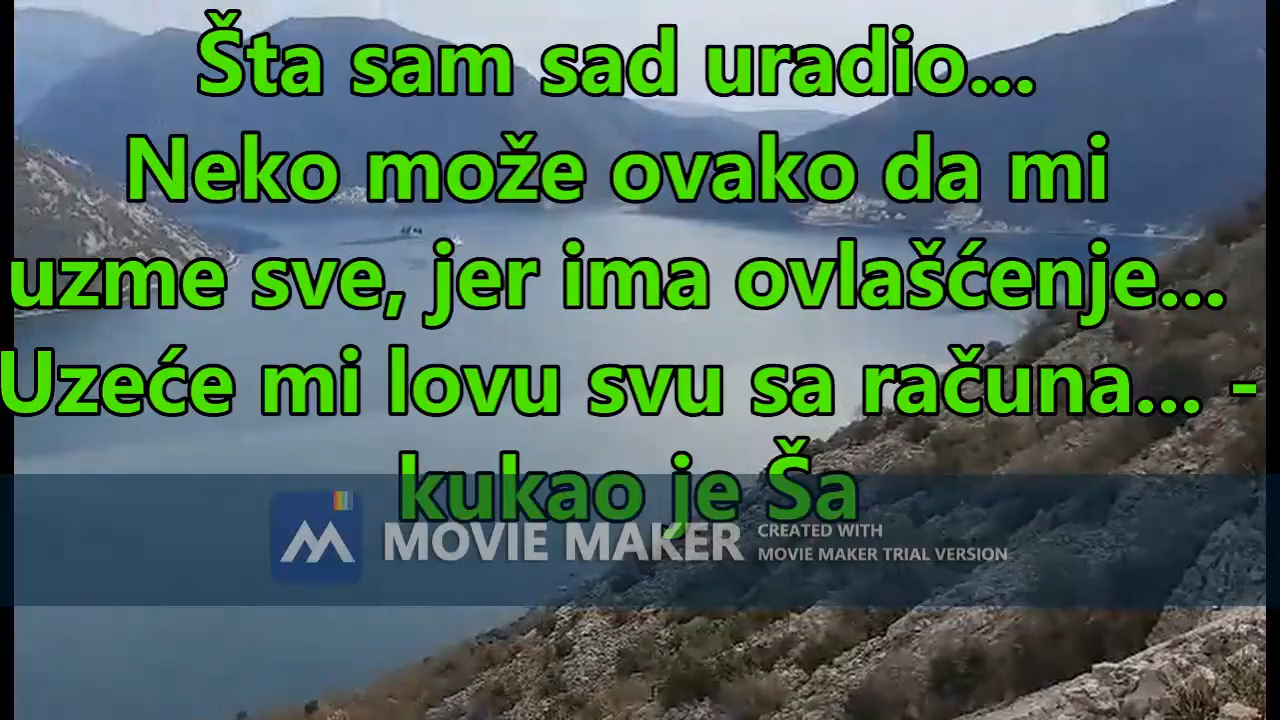 Šta sam sad uradio...
Neko može ovako da mi
uzme sve, jer ima ovlašćenje...
Uzeće mi lovu svu sa računa... -
kukao je Ša
MOVIE MAKER
CREATED WITH
MOVIE MAKER TRIAL VERSION